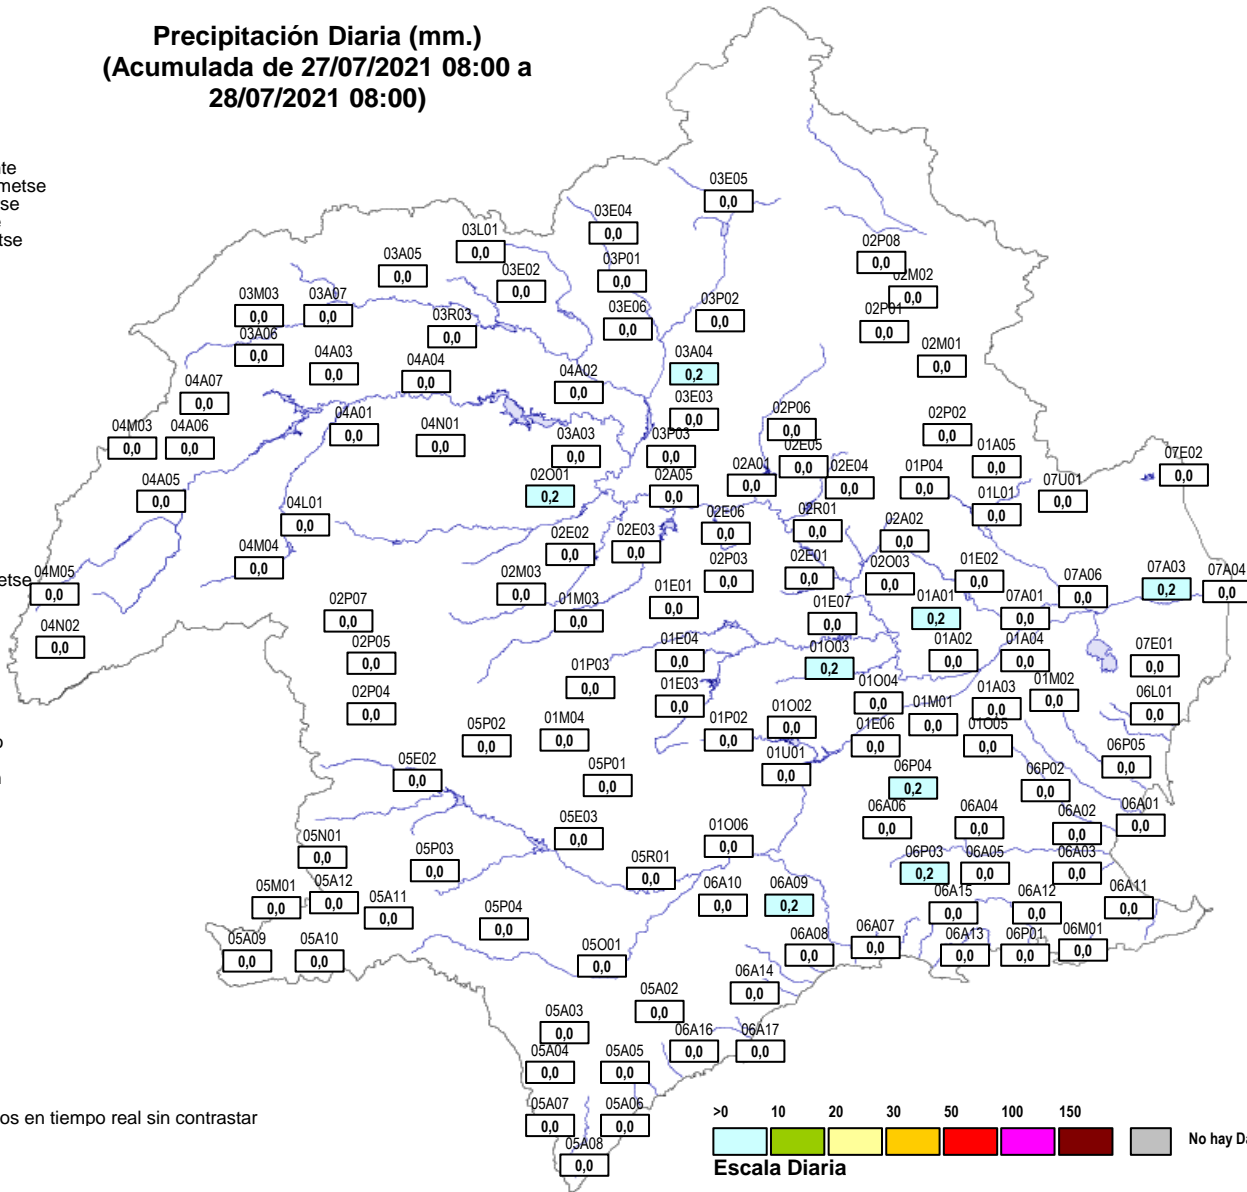 Precipitación Diaria (mm.)
(Acumulada de 27/07/2021 08:00 a
28/07/2021 08:00)
nte
metse
se
tse
03E05
0,0
03E04
0,0
03L01
0,0
03A05
0,0
03P01
0,0
03E02
0,0
02P08
0,0
02M02
0,0
03M03
0,0
03A07
0,0
03R03
0,0
03E06
0,0
03P02
0,0
02P01
0,0
03A06
0,0
04A03
0,0
04A04
0,0
04A02
0,0
03A04
0,2
02M01
0,0
04A07
0,0
03E03
0,0
04M03
0,0
04A06
0,0
04A01
0,0
04N01
0,0
03A03
0,0
03P03
0,0
02P06
0,0
02E05
0,0
02P02
0,0
01A05
0,0
07E02
0,0
04A05
0,0
02O01
0,2
02A05
0,0
02A01
0,0
02E04
0,0
01P04
0,0
01L01
0,0
07U01
0,0
04L01
0,0
02E06
0,0
02R01
0,0
02A02
0,0
04M04
0,0
02E02
0,0
02E03
0,0
etse
04M05
0,0
02M03
0,0
02P03
0,0
02E01
0,0
02O03
0,0
01E02
0,0
07A06
0,0
07A03
0,2
07A04
0,0
02P07
0,0
01M03
0,0
01E01
0,0
01E07
0,0
01A01
0,2
07A01
0,0
04N02
0,0
02P05
0,0
01E04
0,0
01O03
0,2
01A02
0,0
01A04
0,0
07E01
0,0
02P04
0,0
01P03
0,0
01E03
0,0
01O04
0,0
01A03
0,0
01M02
0,0
06L01
0,0
05P02
0,0
01M04
0,0
01P02
0,0
01O02
0,0
01E06
0,0
01M01
0,0
01O05
0,0
o
05E02
0,0
05P01
0,0
01U01
0,0
06P04
0,2
06P02
0,0
06P05
0,0
05E03
0,0
06A06
0,0
06A04
0,0
06A02
0,0
06A01
0,0
05N01
0,0
05P03
0,0
05R01
0,0
01O06
0,0
06P03
0,2
06A05
0,0
06A03
0,0
05M01
0,0
05A12
0,0
05A11
0,0
05P04
0,0
06A10
0,0
06A09
0,2
06A15
0,0
06A12
0,0
06A11
0,0
05A09
0,0
05A10
0,0
05O01
0,0
06A08
0,0
06A07
0,0
06A13
0,0
06P01
0,0
06M01
0,0
05A03
0,0
05A02
0,0
06A14
0,0
05A04
0,0
05A05
0,0
06A16
0,0
06A17
0,0
05A07
0,0
05A06
0,0
05A08
0,0
os en tiempo real sin contrastar
>0 10 20 30 50 100 150
No hay Da
Escala Diaria